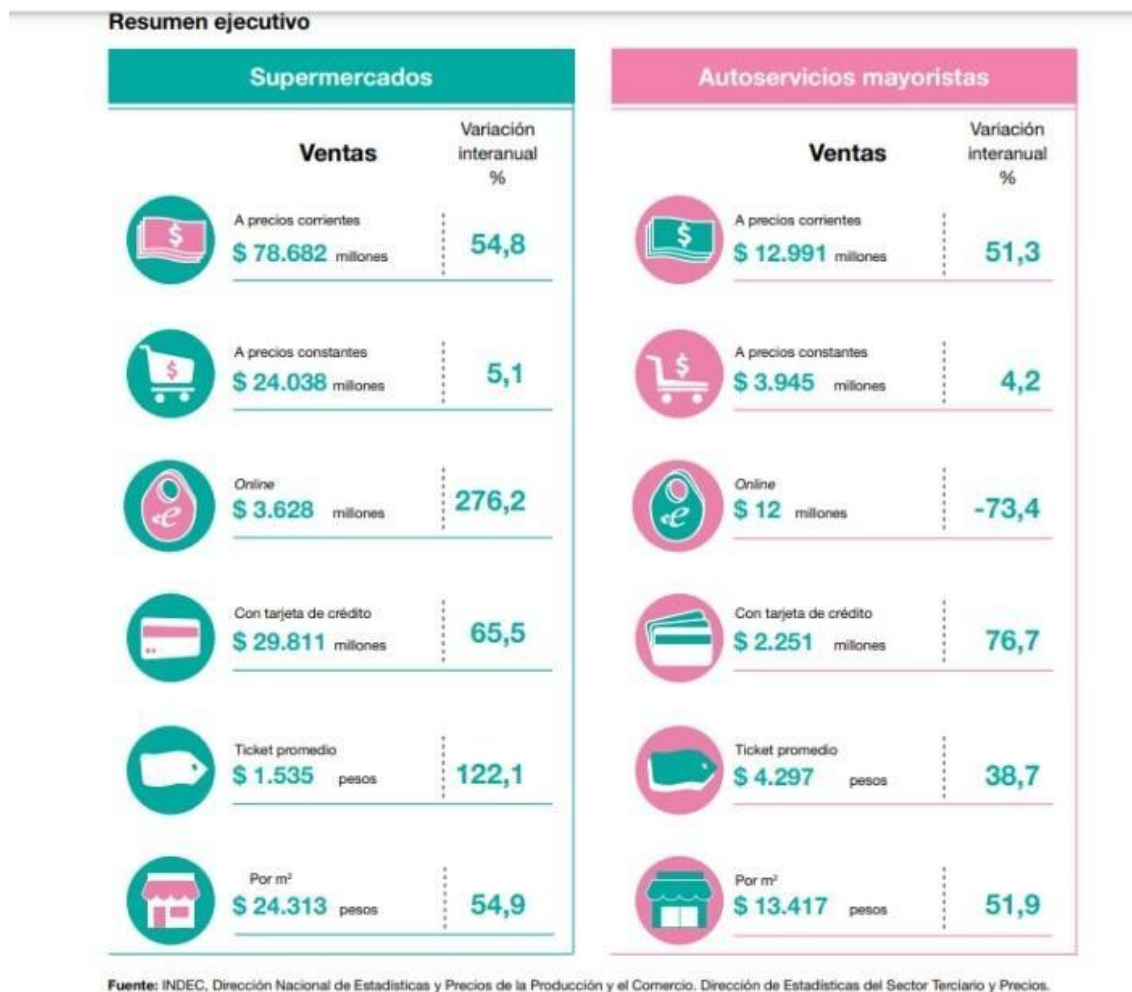 Resumen ejecutivo
Supermercados
Ventas
Variación
interanual
%
A precios corrientes
$ 78.682 millones
54,8
A precios constantes
$ 24.038 millones
5,1
Online
$ 3.628 millones
276,2
Con tarjeta de crédito
$ 29.811 millones
65,5
Ticket promedio
$ 1.535 pesos
122,1
Por m²
$ 24.313 pesos
54,9
Autoservicios mayoristas
Ventas
Variación
interanual
%
A precios corrientes
$ 12.991 millones
51,3
A precios constantes
$ 3.945 millones
4,2
Online
$ 12 millones
-73,4
Con tarjeta de crédito
$ 2.251 millones
76,7
Ticket promedio
$ 4.297 pesos
38,7
Por m²
$ 13.417 pesos
51,9
Fuente: INDEC, Dirección Nacional de Estadísticas y Precios de la Producción y el Comercio. Dirección de Estadísticas del Sector Terciario y Precios.